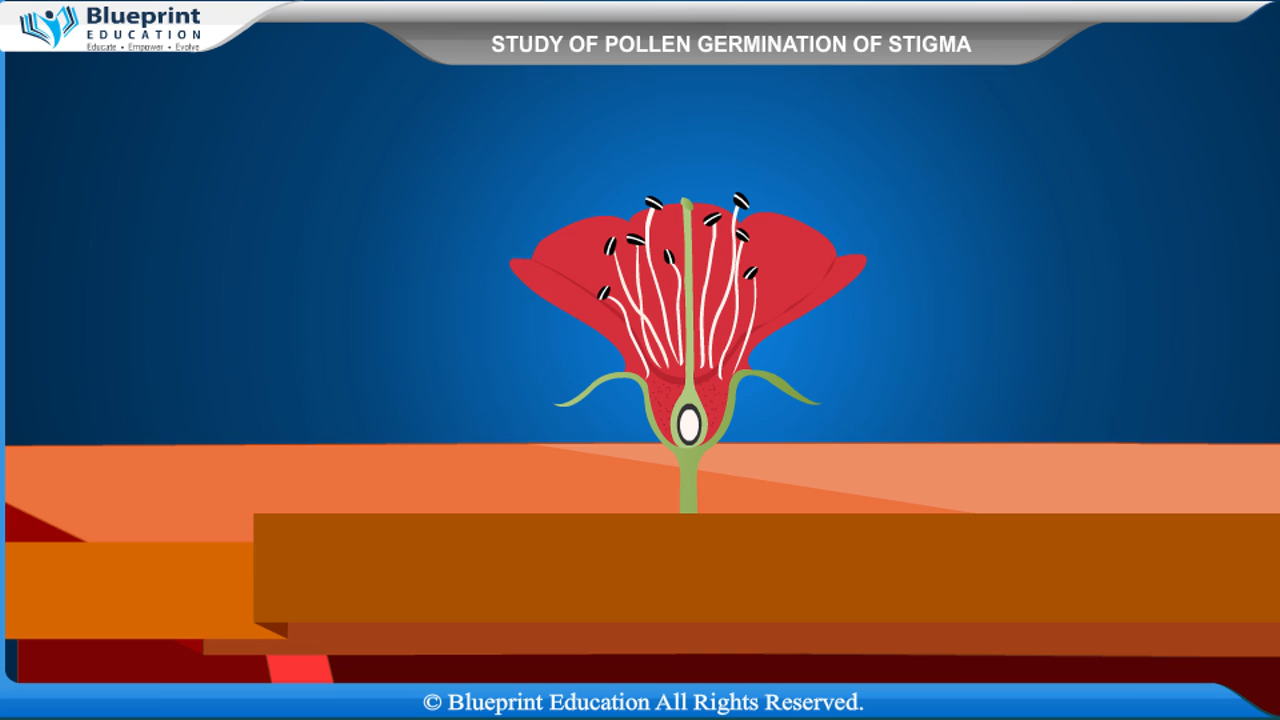 Blueprint
EDUCATION
Educate • Empower • Evolve
STUDY OF POLLEN GERMINATION OF STIGMA
© Blueprint Education All Rights Reserved.